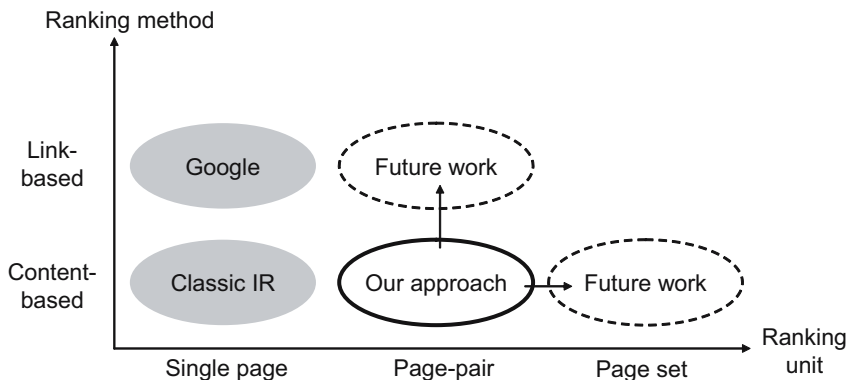 Ranking method
Link-
based
Google
Future work
Content-
based
Classic IR
Our approach
Future work
Ranking
unit
Single page
Page-pair
Page set